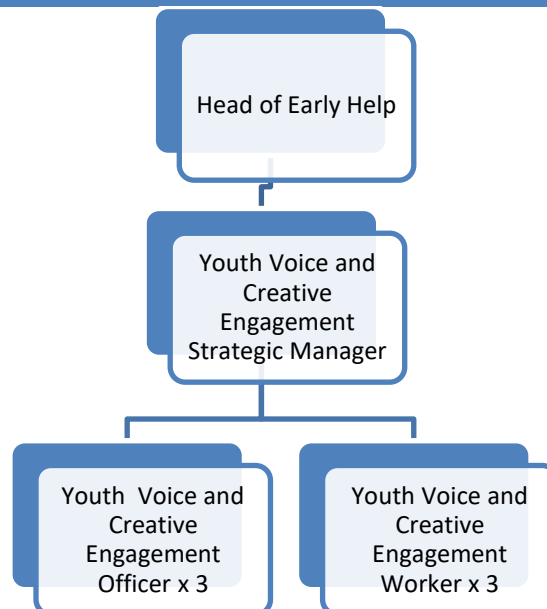 Head of Early Help
Youth Voice and
Creative
Engagement
Strategic Manager
Youth  Voice and
Creative
Engagement
Officer x 3
Youth Voice and
Creative
Engagement
Worker x 3